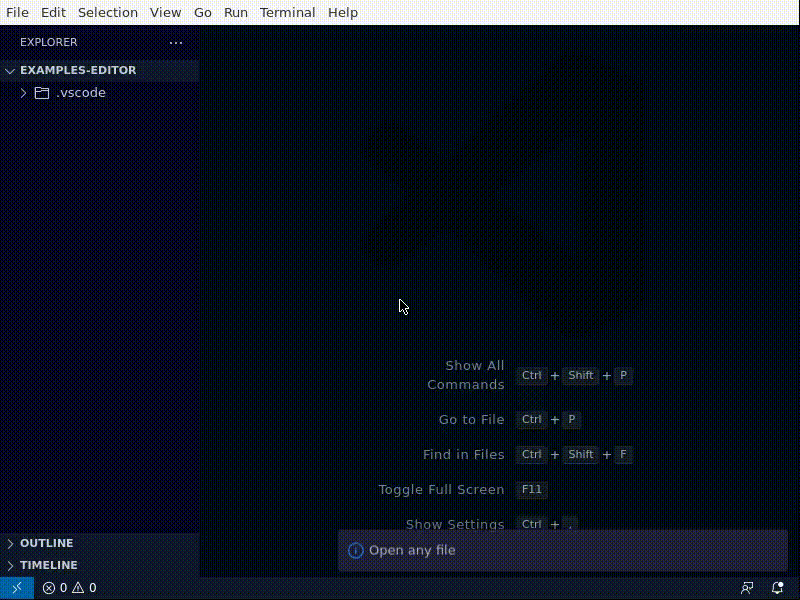 File Edit Selection View Go Run Terminal Help
EXPLORER ...
EXAMPLES-EDITOR
.vscode
Show All
Commands Ctrl + Shift + P
Go to File Ctrl + P
Find in Files Ctrl + Shift + F
Toggle Full Screen F11
Show Settings Ctrl + ,
Open any file
OUTLINE
TIMELINE
0 0